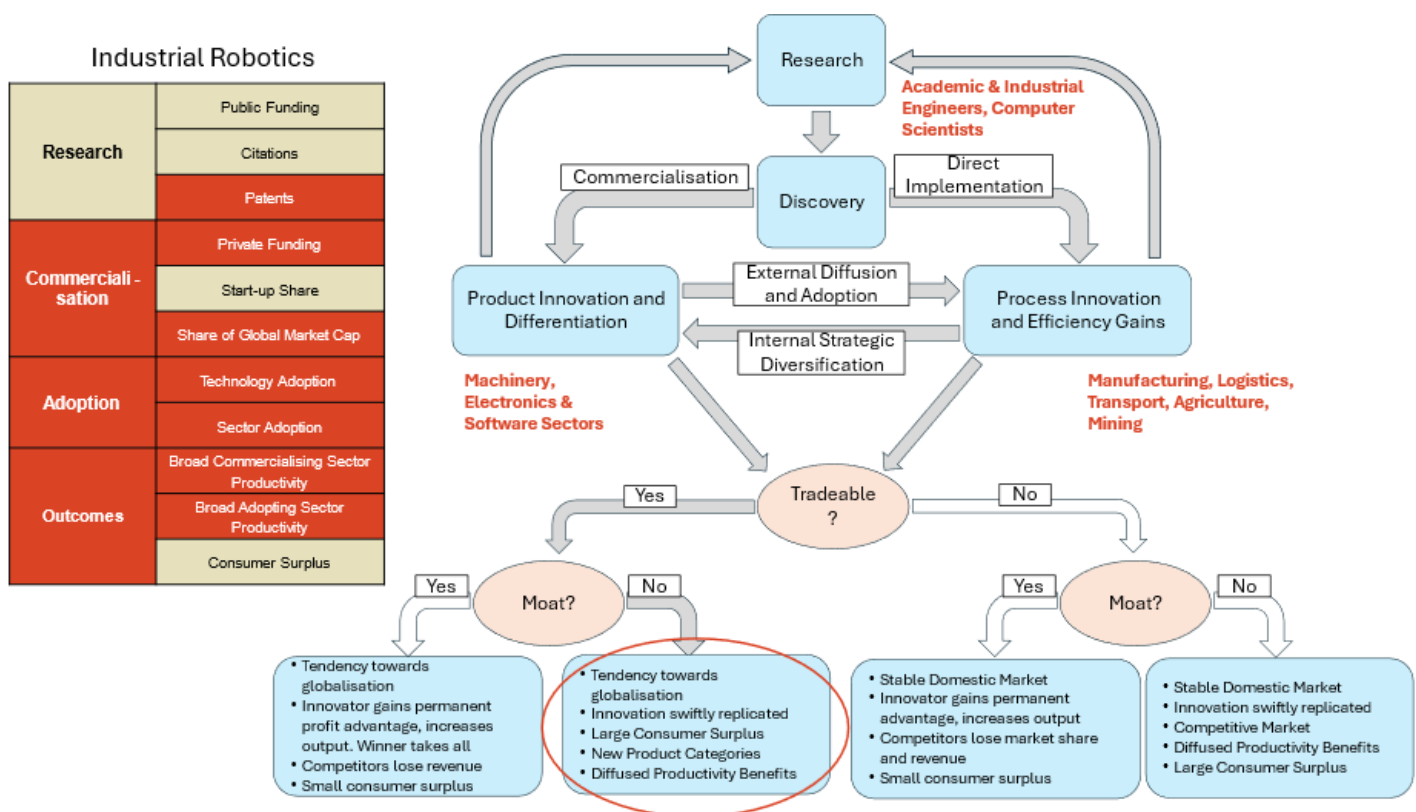 Industrial Robotics
Research
Public Funding
Citations
Patents
Commerciali -
sation
Private Funding
Start-up Share
Share of Global Market Cap
Adoption
Technology Adoption
Sector Adoption
Outcomes
Broad Commercialising Sector
Productivity
Broad Adopting Sector
Productivity
Consumer Surplus
Research
Academic & Industrial
Engineers, Computer
Scientists
Commercialisation
Direct
Implementation
Discovery
Product Innovation and
Differentiation
External Diffusion
and Adoption
Internal Strategic
Diversification
Process Innovation
and Efficiency Gains
Machinery,
Electronics &
Software Sectors
Manufacturing, Logistics,
Transport, Agriculture,
Mining
Tradeable
?
Yes
No
Moat?
Yes
No
Moat?
Yes
No
• Tendency towards
globalisation
• Innovator gains permanent
profit advantage, increases
output. Winner takes all
• Competitors lose revenue
• Small consumer surplus
• Tendency towards
globalisation
• Innovation swiftly replicated
• Large Consumer Surplus
• New Product Categories
• Diffused Productivity Benefits
• Stable Domestic Market
• Innovator gains permanent
advantage, increases output
• Competitors lose market share
and revenue
• Small consumer surplus
• Stable Domestic Market
• Innovation swiftly replicated
• Competitive Market
• Diffused Productivity Benefits
• Large Consumer Surplus